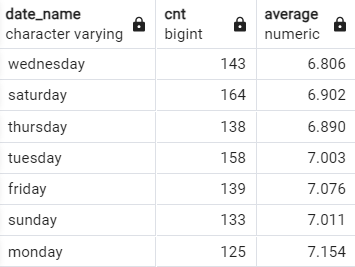 date_name cnt average
character varying bigint numeric
wednesday 143 6.806
saturday 164 6.902
thursday 138 6.890
tuesday 158 7.003
friday 139 7.076
sunday 133 7.011
monday 125 7.154